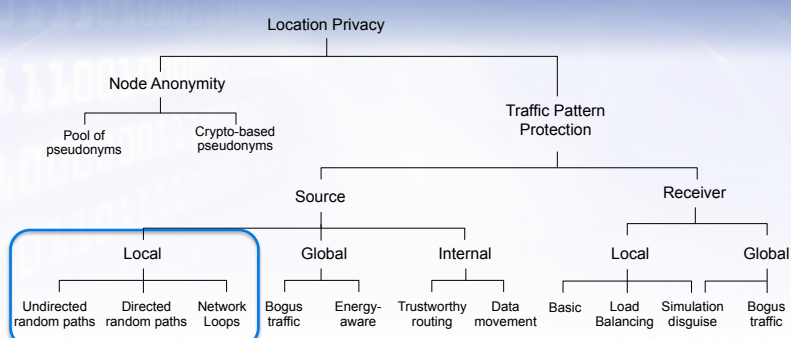 Location Privacy
Node Anonymity
Traffic Pattern
Protection
Pool of
pseudonyms
Crypto-based
pseudonyms
Source
Receiver
Local
Global
Internal
Local
Global
Undirected
random paths
Directed
random paths
Network
Loops
Bogus
traffic
Energy-
aware
Trustworthy
routing
Data
movement
Basic
Load
Balancing
Simulation
disguise
Bogus
traffic